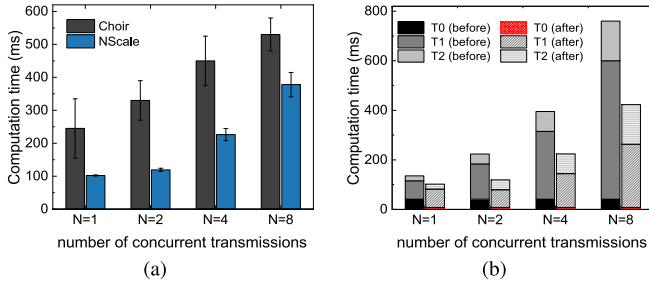 Computation time (ms)
600
500
400
300
200
100
0
Choir
NScale
N=1 N=2 N=4 N=8
number of concurrent transmissions
(a)
Computation time (ms)
800
600
400
200
0
T0 (before) T0 (after)
T1 (before) T1 (after)
T2 (before) T2 (after)
N=1 N=2 N=4 N=8
number of concurrent transmissions
(b)